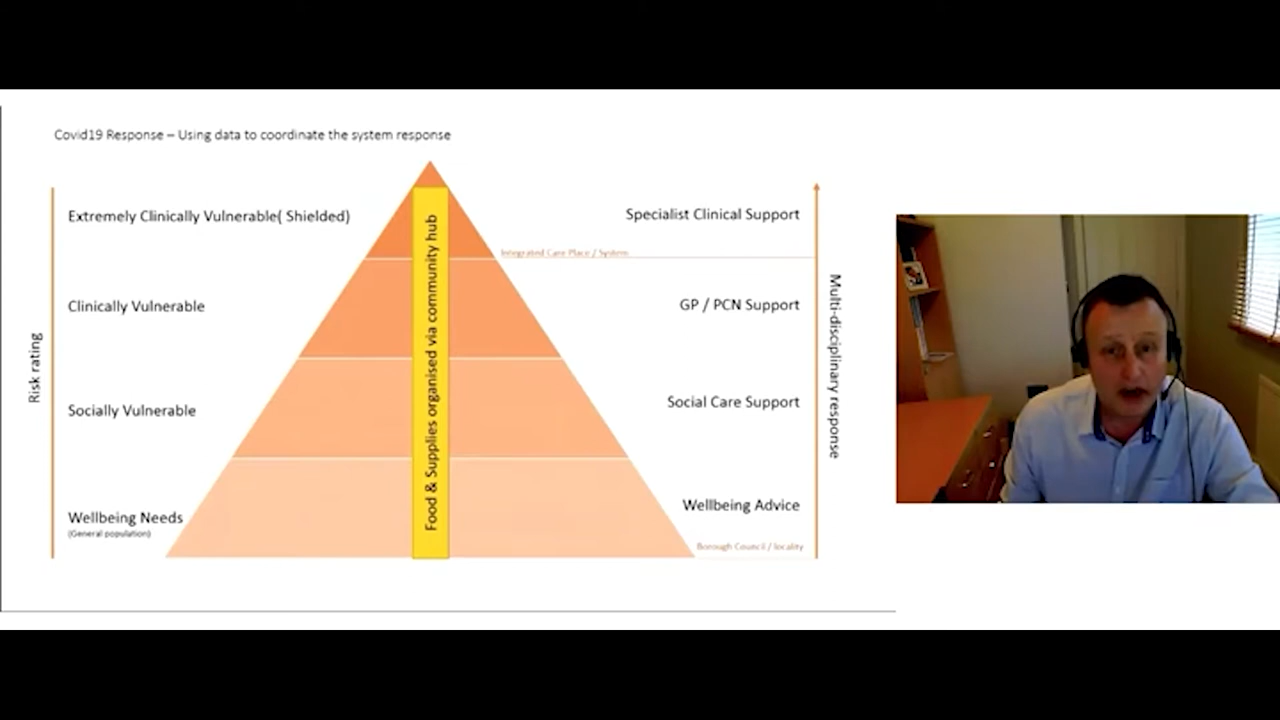 Covid19 Response – Using data to coordinate the system response
Extremely Clinically Vulnerable( Shielded)
Specialist Clinical Support
Integrated Care Place / System
Clinically Vulnerable
GP / PCN Support
Socially Vulnerable
Social Care Support
Wellbeing Needs
(General population)
Wellbeing Advice
Borough Council / locality
Risk rating
Food & Supplies organised via community hub
Multi-disciplinary response